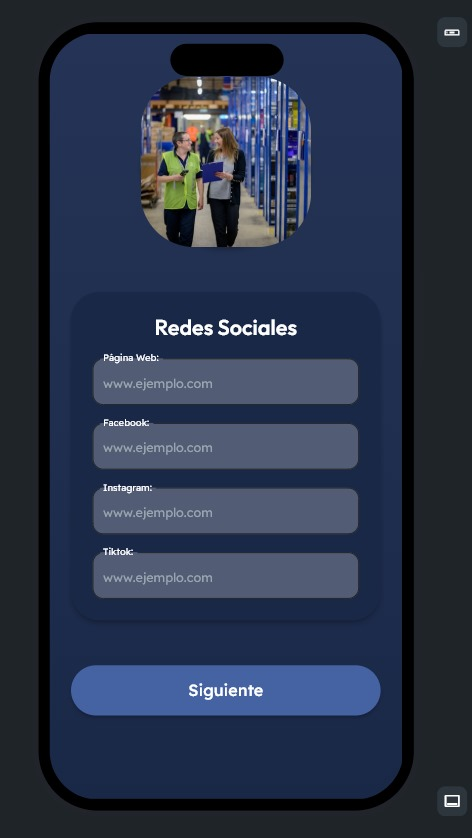 Redes Sociales
Página Web:
www.ejemplo.com
Facebook:
www.ejemplo.com
Instagram:
www.ejemplo.com
Tiktok:
www.ejemplo.com
Siguiente